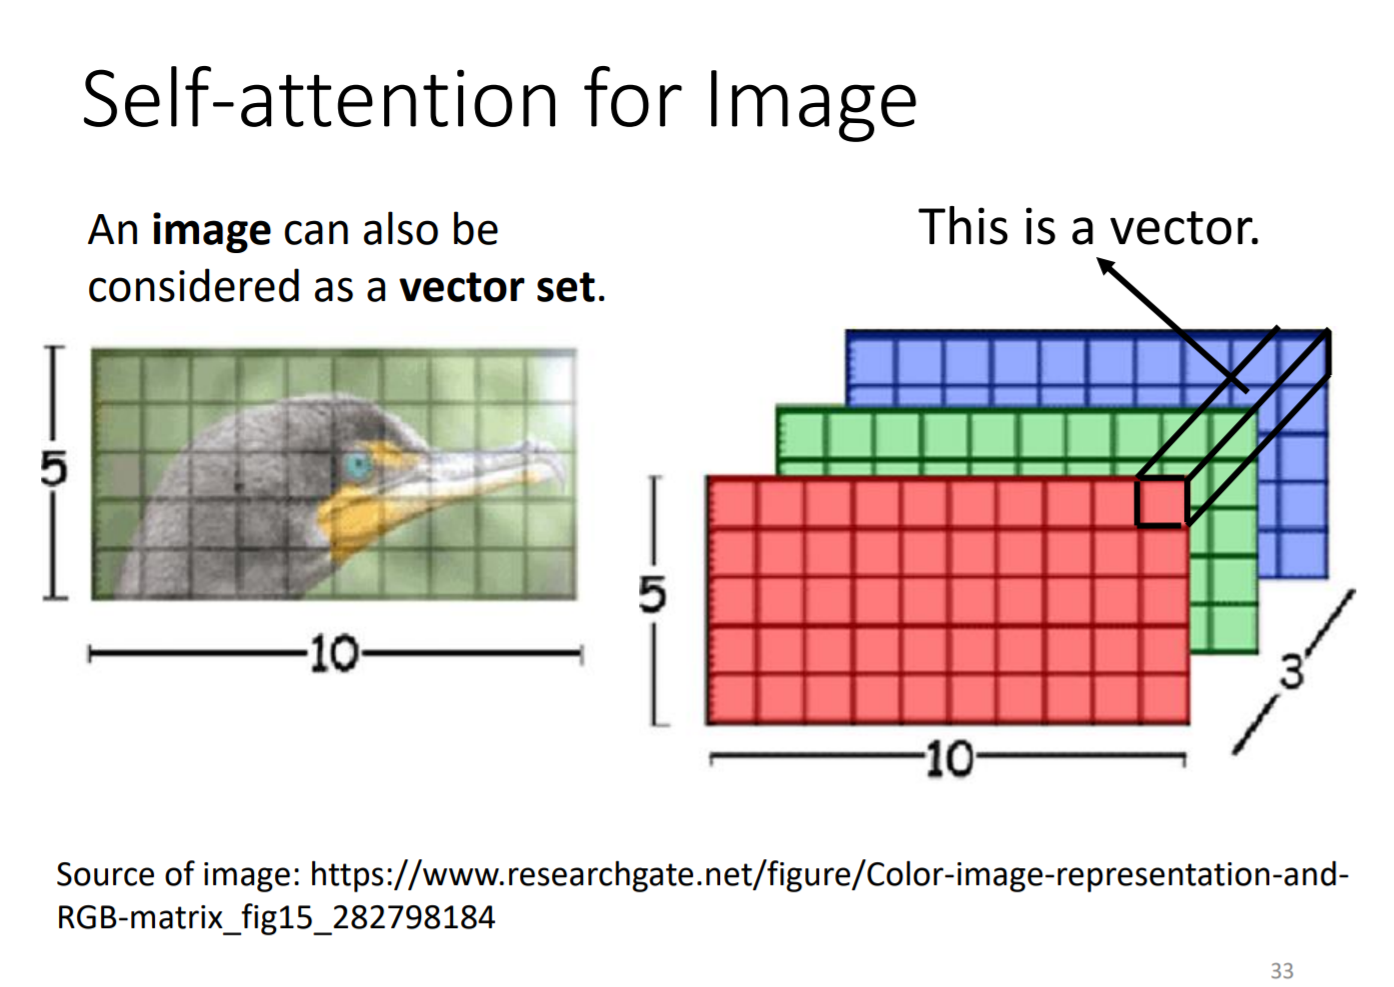 Self-attention for Image
An image can also be
considered as a vector set.
This is a vector.
5
10
5
10
3
Source of image: https://www.researchgate.net/figure/Color-image-representation-and-
RGB-matrix_fig15_282798184
33